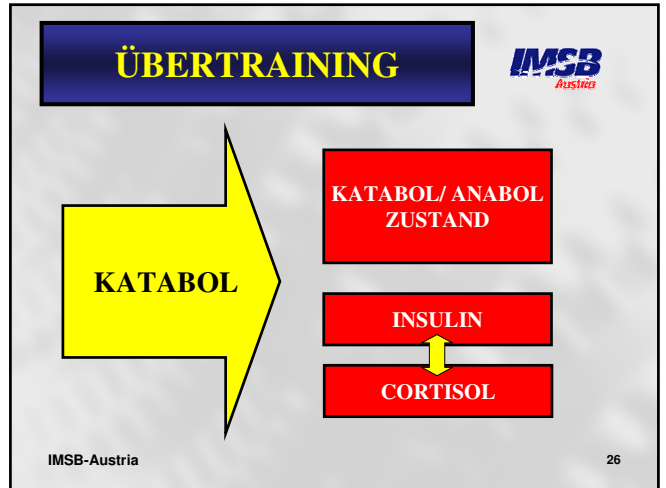 ÜBERTRAINING
IMSB
Austria
KATABOL/ ANABOL
ZUSTAND
KATABOL
INSULIN
CORTISOL
IMSB-Austria
26